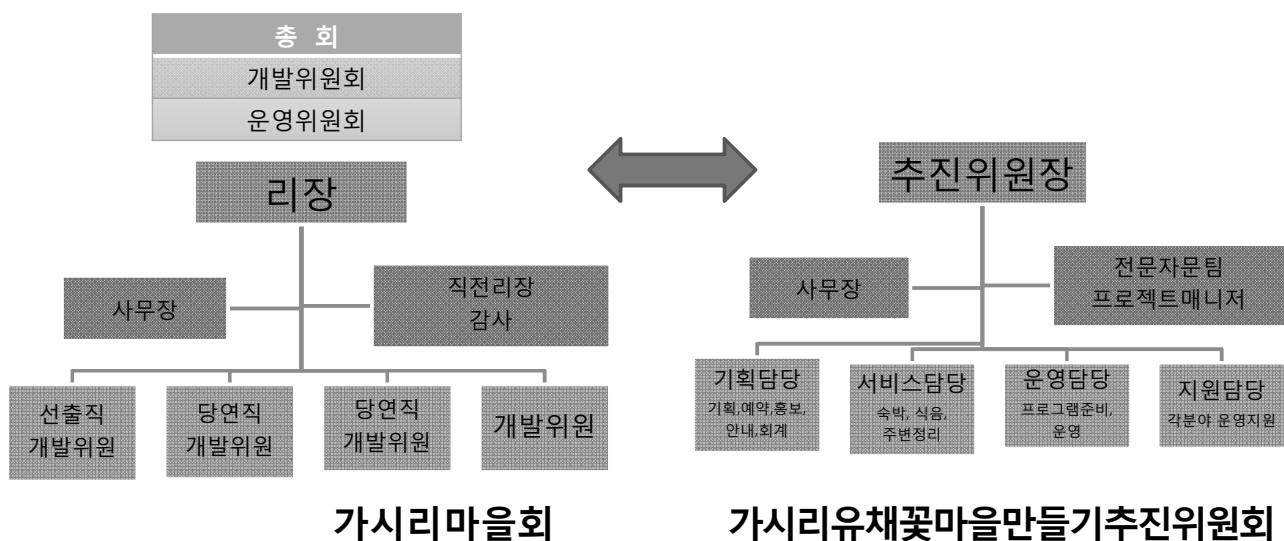 총 회
개발위원회
운영위원회
리장
사무장
직전리장
감사
선출직
개발위원
당연직
개발위원
당연직
개발위원
개발위원
가시리마을회
추진위원장
사무장
전문자문팀
프로젝트매니저
기획담당
기획,예약,홍보,
안내,회계
서비스담당
숙박, 식음,
주변정리
운영담당
프로그램준비,
운영
지원담당
각분야 운영지원
가시리유채꽃마을만들기추진위원회